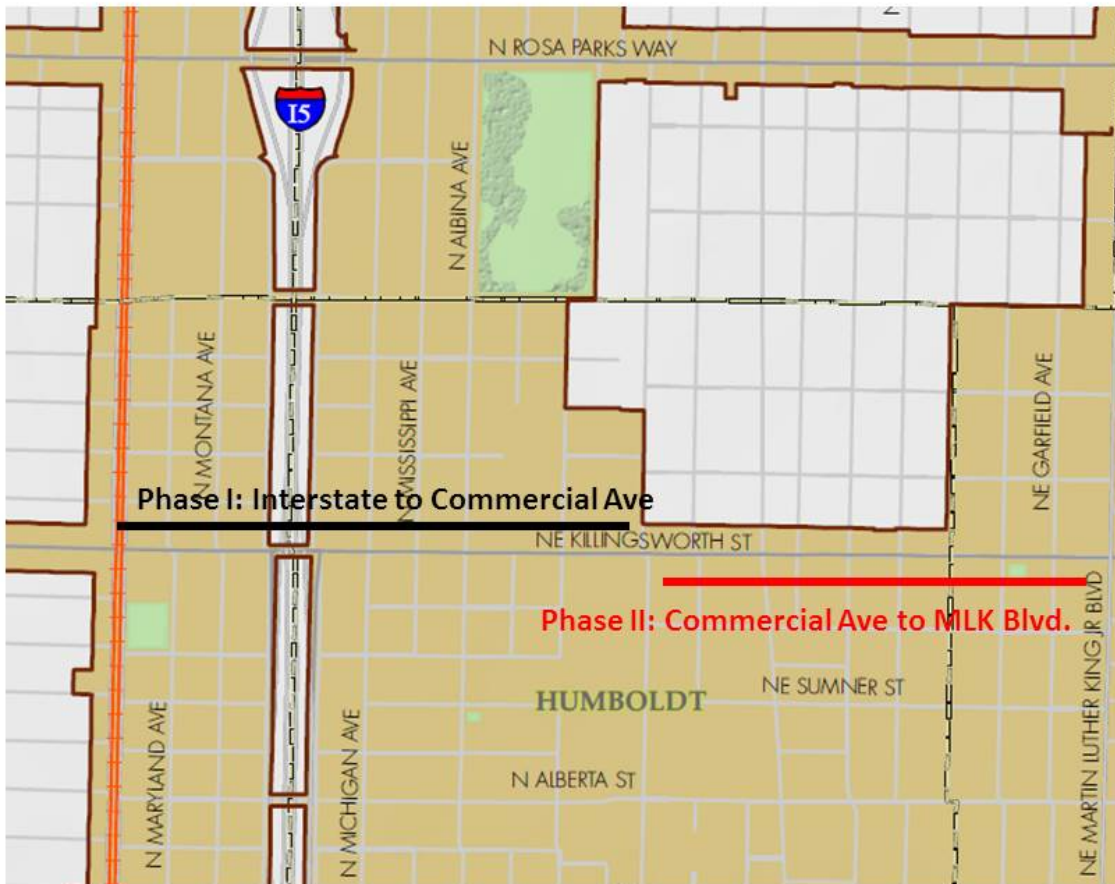 N ROSA PARKS WAY
I5
N ALBINA AVE
N MONTANA AVE
N MISSISSIPPI AVE
NE GARFIELD AVE
Phase I: Interstate to Commercial Ave
NE KILLINGSWORTH ST
Phase II: Commercial Ave to MLK Blvd.
NE SUMNER ST
HUMBOLDT
N ALBERTA ST
N MARYLAND AVE
N MICHIGAN AVE
NE MARTIN LUTHER KING JR BLVD